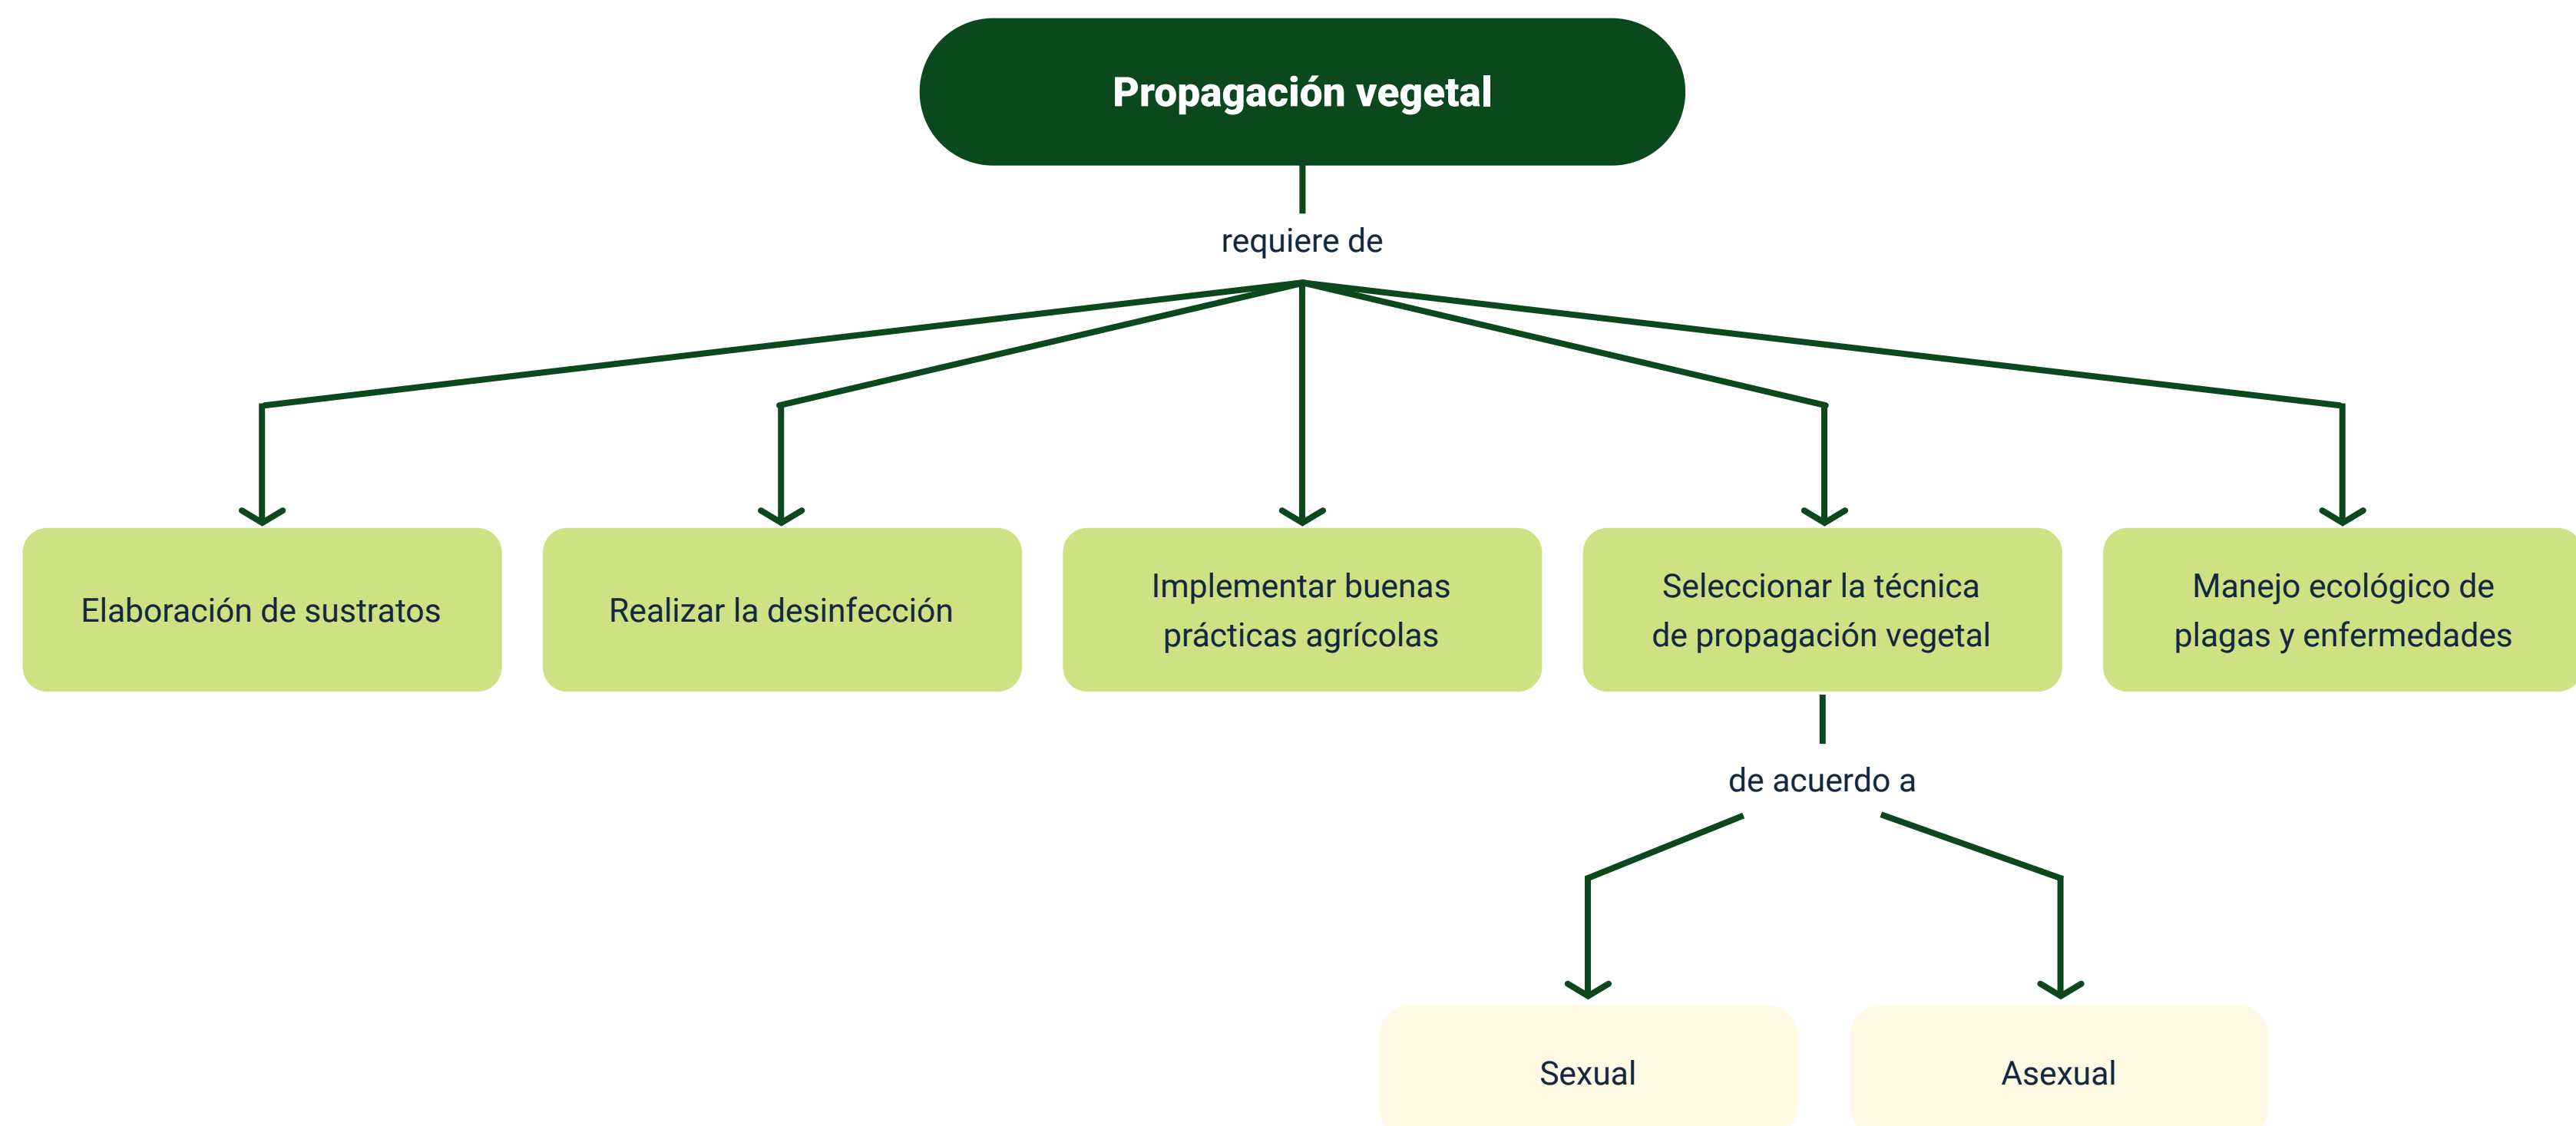 Propagación vegetal
requiere de
Elaboración de sustratos
Realizar la desinfección
Implementar buenas
prácticas agrícolas
Seleccionar la técnica
de propagación vegetal
Manejo ecológico de
plagas y enfermedades
de acuerdo a
Sexual
Asexual